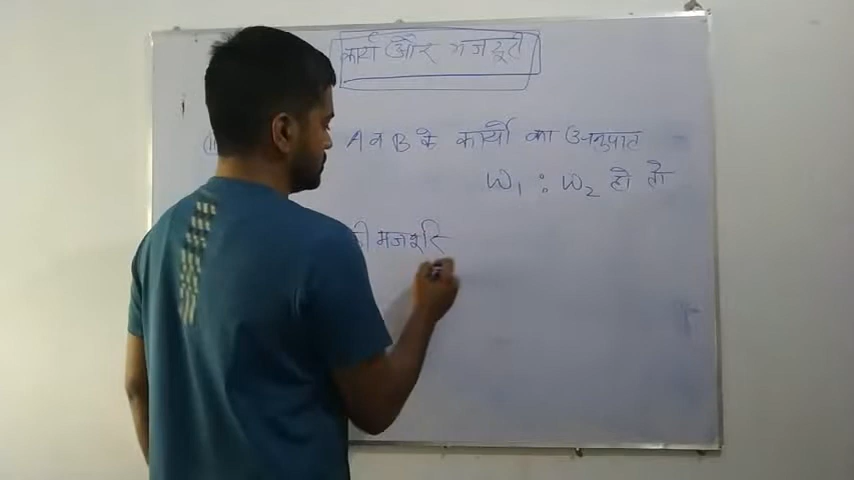 कार्य और मजदूरी
A व B के कार्यो का अनुपात
W₁ : W₂ हो तो
की मजदूरि